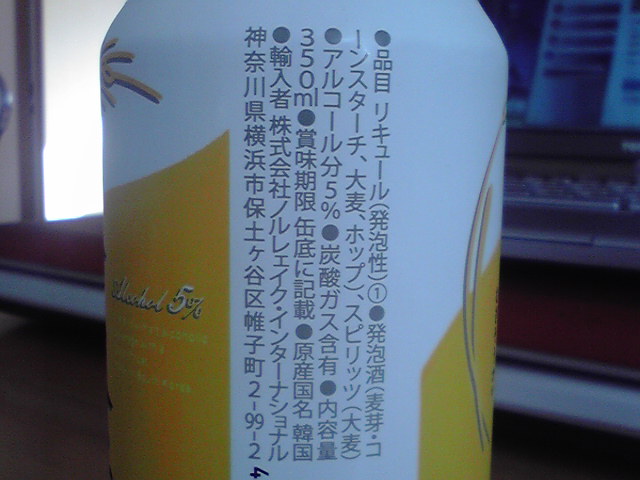 ●品目 リキュール(発泡性)①●発泡酒(麦芽・コ
ーンスターチ、大麦、ホップ)、スピリッツ(大麦)
●アルコール分5%●炭酸ガス含有●内容量
350ml●賞味期限 缶底に記載●原産国名 韓国
●輸入者 株式会社ノルレェイク・インターナショナル
神奈川県横浜市保土ヶ谷区帷子町2-99-2
Alcohol 5%